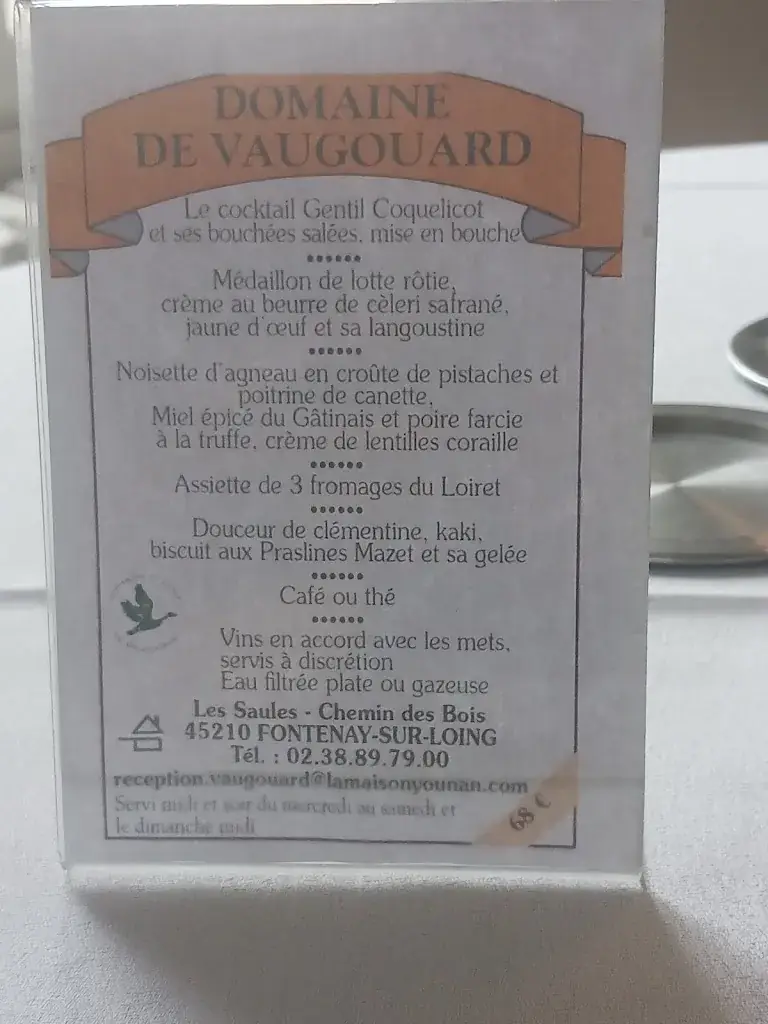 DOMAINE
DE VAUGOUARD
Le cocktail Gentil Coquelicot
et ses bouchées salées, mise en bouche
Médaillon de lotte rôtie,
crème au beurre de cèleri safrané,
jaune d'œuf et sa langoustine
Noisette d'agneau en croûte de pistaches et
poitrine de canette,
Miel épicé du Gâtinais et poire farcie
à la truffe, crème de lentilles coraille
Assiette de 3 fromages du Loiret
Douceur de clémentine, kaki,
biscuit aux Praslines Mazet et sa gelée
Café ou thé
Vins en accord avec les mets,
servis à discrétion
Eau filtrée plate ou gazeuse
Les Saules - Chemin des Bois
45210 FONTENAY-SUR-LOING
Tél. : 02.38.89.79.00
reception.vaugouard@lamaisonyounan.com
Servi midi et soir du mercredi au samedi et
le dimanche midi
68 €